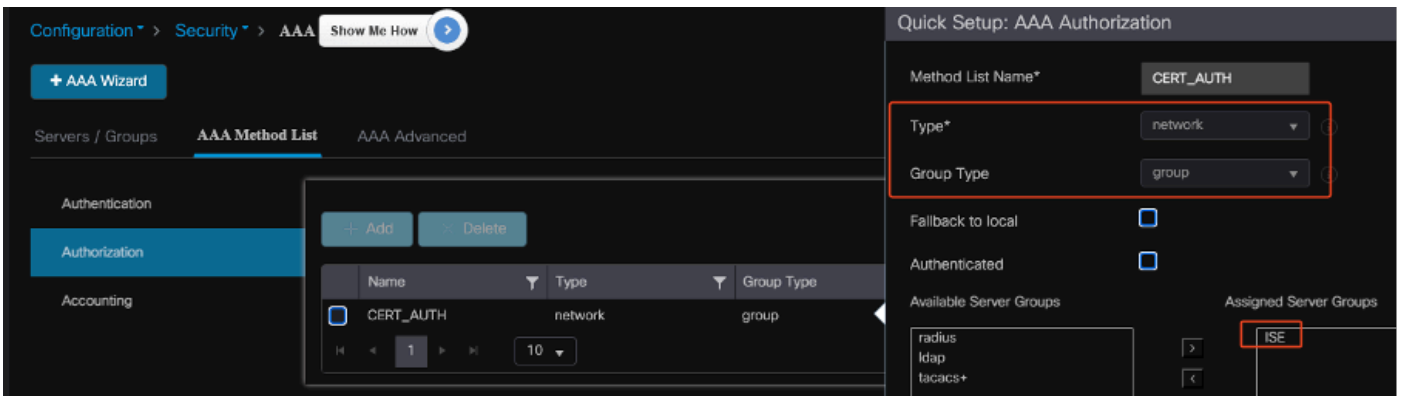 Configuration > Security > AAA Show Me How
+ AAA Wizard
Servers / Groups AAA Method List AAA Advanced
Authentication
Authorization
Accounting
+ Add × Delete
Name Type Group Type
CERT_AUTH network group
1 10
Quick Setup: AAA Authorization
Method List Name* CERT_AUTH
Type* network
Group Type group
Fallback to local
Authenticated
Available Server Groups Assigned Server Groups
radius
ldap
tacacs+
> ISE
<